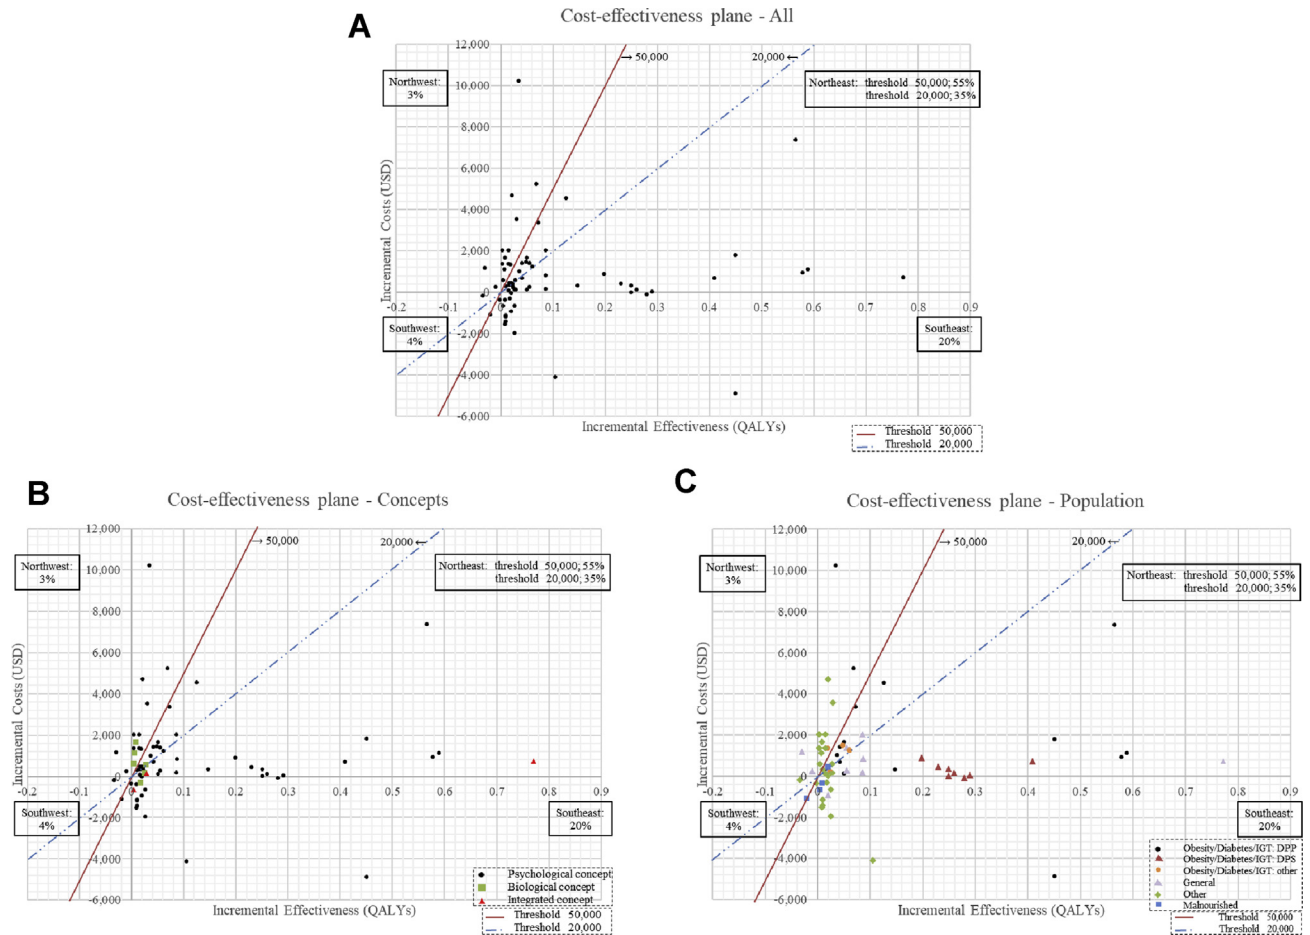 A
Cost-effectiveness plane - All
12,000
10,000
8,000
6,000
4,000
2,000
0
-2,000
-4,000
-6,000
-0.2
-0.1
0
0.1
0.2
0.3
0.4
0.5
0.6
0.7
0.8
0.9
→ 50,000
20,000 ←
Northwest:
3%
Northeast: threshold 50,000; 55%
threshold 20,000; 35%
Southwest:
4%
Southeast:
20%
Incremental Costs (USD)
Incremental Effectiveness (QALYs)
Threshold 50,000
Threshold 20,000
B
Cost-effectiveness plane - Concepts
12,000
10,000
8,000
6,000
4,000
2,000
0
-2,000
-4,000
-6,000
-0.2
-0.1
0
0.1
0.2
0.3
0.4
0.5
0.6
0.7
0.8
0.9
→ 50,000
20,000 ←
Northwest:
3%
Northeast: threshold 50,000; 55%
threshold 20,000; 35%
Southwest:
4%
Southeast:
20%
Incremental Costs (USD)
Incremental Effectiveness (QALYs)
Psychological concept
Biological concept
Integrated concept
Threshold 50,000
Threshold 20,000
C
Cost-effectiveness plane - Population
12,000
10,000
8,000
6,000
4,000
2,000
0
-2,000
-4,000
-6,000
-0.2
-0.1
0.0
0.1
0.2
0.3
0.4
0.5
0.6
0.7
0.8
0.9
→ 50,000
20,000 ←
Northwest:
3%
Northeast: threshold 50,000; 55%
threshold 20,000; 35%
Southwest:
4%
Southeast:
20%
Incremental Costs (USD)
Incremental Effectiveness (QALYs)
Obesity/Diabetes/IGT: DPP
Obesity/Diabetes/IGT: DPS
Obesity/Diabetes/IGT: other
General
Other
Malnourished
Threshold 50,000
Threshold 20,000